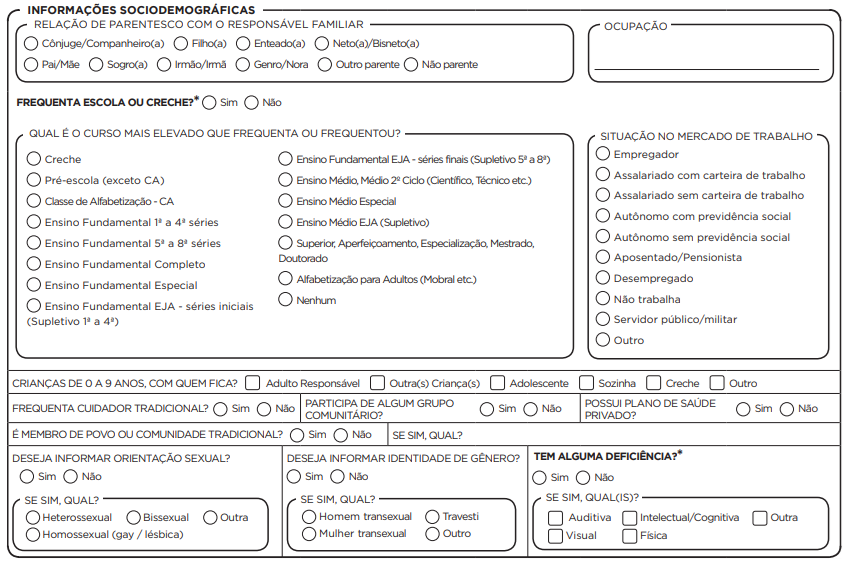 INFORMAÇÕES SOCIODEMOGRÁFICAS
RELAÇÃO DE PARENTESCO COM O RESPONSÁVEL FAMILIAR
Cônjuge/Companheiro(a) Filho(a) Enteado(a) Neto(a)/Bisneto(a)
Pai/Mãe Sogro(a) Irmão/Irmã Genro/Nora Outro parente Não parente
OCUPAÇÃO
FREQUENTA ESCOLA OU CRECHE?* Sim Não
QUAL É O CURSO MAIS ELEVADO QUE FREQUENTA OU FREQUENTOU?
Creche
Pré-escola (exceto CA)
Classe de Alfabetização - CA
Ensino Fundamental 1ª a 4ª séries
Ensino Fundamental 5ª a 8ª séries
Ensino Fundamental Completo
Ensino Fundamental Especial
Ensino Fundamental EJA - séries iniciais
(Supletivo 1ª a 4ª)
Ensino Fundamental EJA - séries finais (Supletivo 5ª a 8ª)
Ensino Médio, Médio 2º Ciclo (Científico, Técnico etc.)
Ensino Médio Especial
Ensino Médio EJA (Supletivo)
Superior, Aperfeiçoamento, Especialização, Mestrado,
Doutorado
Alfabetização para Adultos (Mobral etc.)
Nenhum
SITUAÇÃO NO MERCADO DE TRABALHO
Empregador
Assalariado com carteira de trabalho
Assalariado sem carteira de trabalho
Autônomo com previdência social
Autônomo sem previdência social
Aposentado/Pensionista
Desempregado
Não trabalha
Servidor público/militar
Outro
CRIANÇAS DE 0 A 9 ANOS, COM QUEM FICA? Adulto Responsável Outra(s) Criança(s) Adolescente Sozinha Creche Outro
FREQUENTA CUIDADOR TRADICIONAL? Sim Não
PARTICIPA DE ALGUM GRUPO
COMUNITÁRIO? Sim Não
POSSUI PLANO DE SAÚDE
PRIVADO? Sim Não
É MEMBRO DE POVO OU COMUNIDADE TRADICIONAL? Sim Não SE SIM, QUAL?
DESEJA INFORMAR ORIENTAÇÃO SEXUAL?
Sim Não
SE SIM, QUAL?
Heterossexual Bissexual Outra
Homossexual (gay / lésbica)
DESEJA INFORMAR IDENTIDADE DE GÊNERO?
Sim Não
SE SIM, QUAL?
Homem transexual Travesti
Mulher transexual Outro
TEM ALGUMA DEFICIÊNCIA?*
Sim Não
SE SIM, QUAL(IS)?
Auditiva Intelectual/Cognitiva Outra
Visual Física